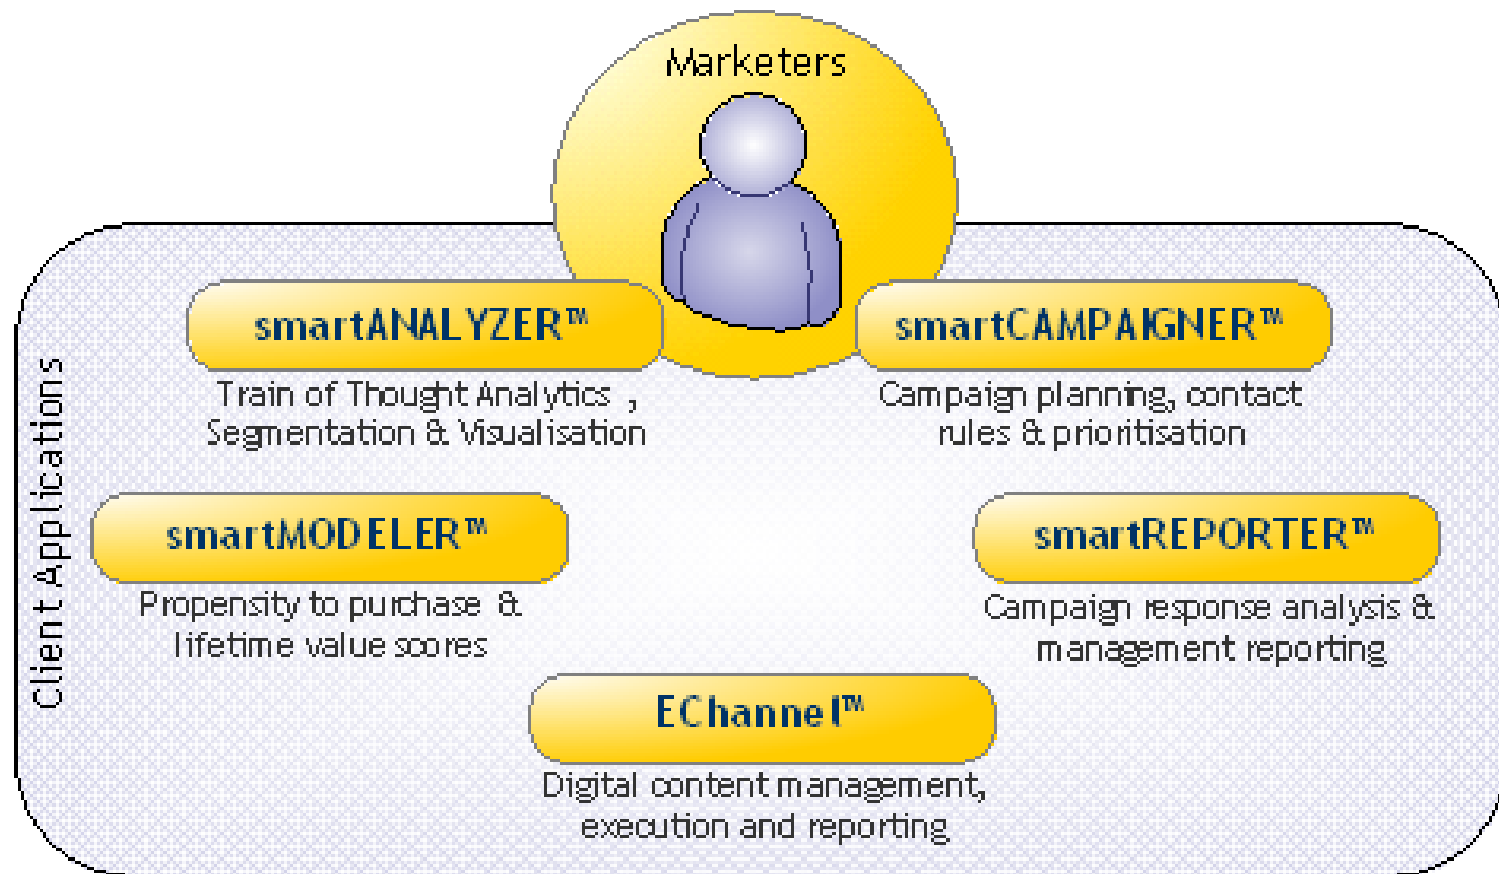 Marketers
smartANALYZER™
Train of Thought Analytics ,
Segmentation & Visualisation
smartCAMPAIGNER™
Campaign planning, contact
rules & prioritisation
Client Applications
smartMODELER™
Propensity to purchase &
lifetime value scores
smartREPORTER™
Campaign response analysis &
management reporting
EChannel™
Digital content management,
execution and reporting